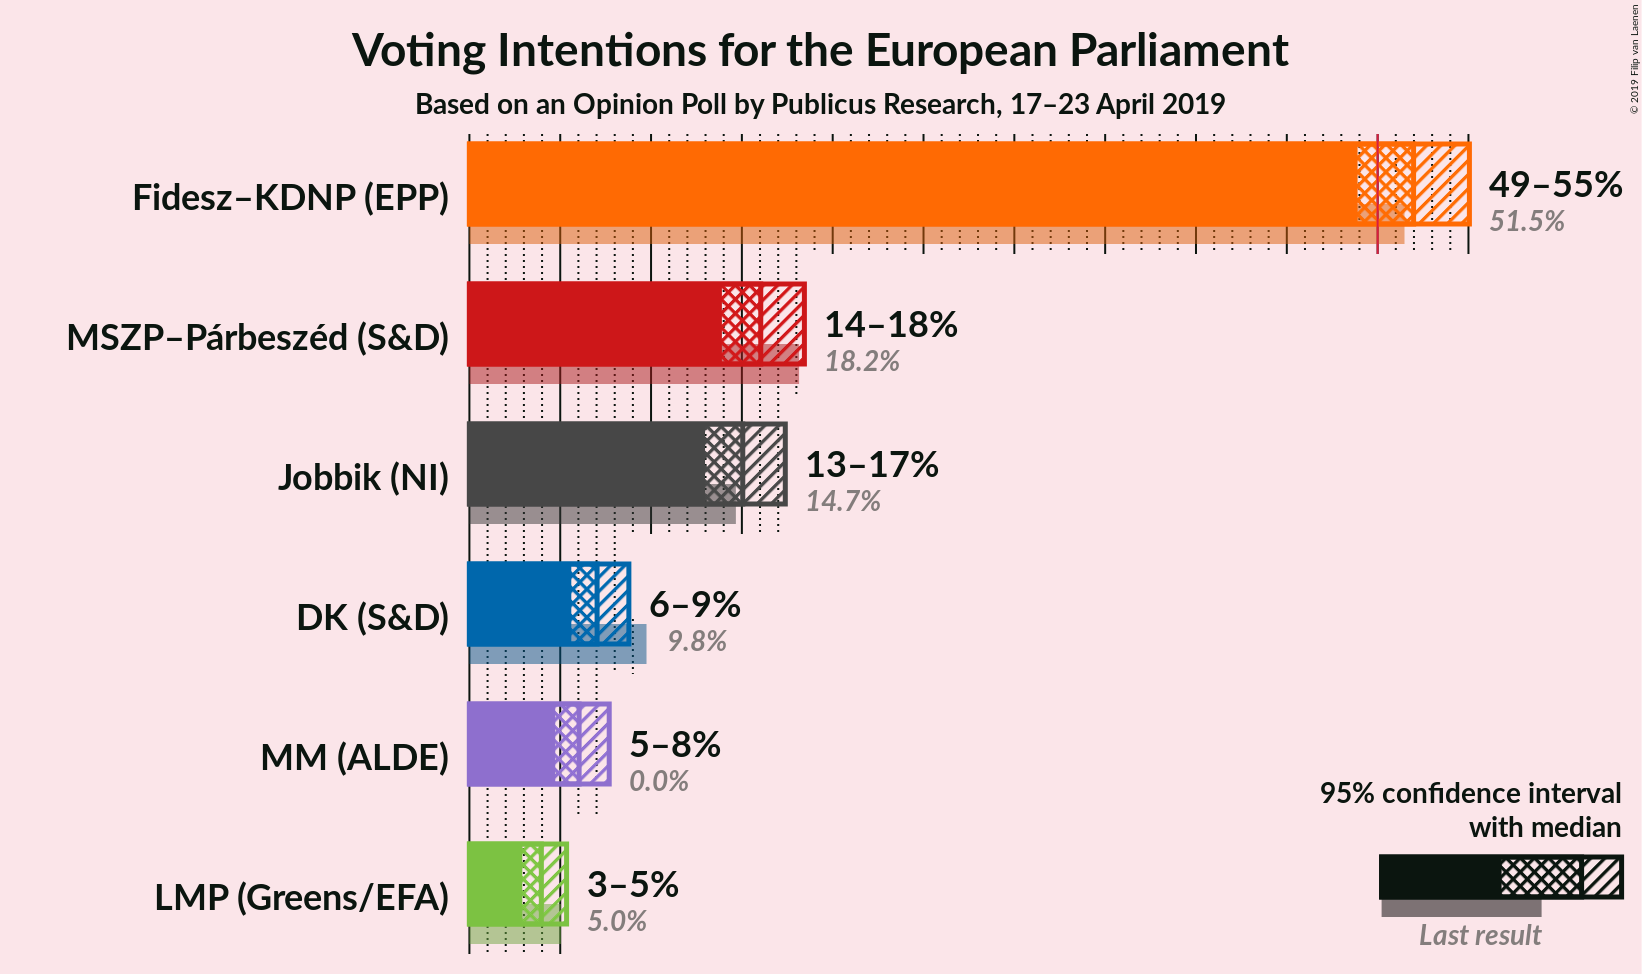 Voting Intentions for the European Parliament
Based on an Opinion Poll by Publicus Research, 17–23 April 2019
© 2019 Filip van Laenen
Fidesz–KDNP (EPP)
49–55%
51.5%
MSZP–Párbeszéd (S&D)
14–18%
18.2%
Jobbik (NI)
13–17%
14.7%
DK (S&D)
6–9%
9.8%
MM (ALDE)
5–8%
0.0%
LMP (Greens/EFA)
3–5%
5.0%
95% confidence interval
with median
Last result